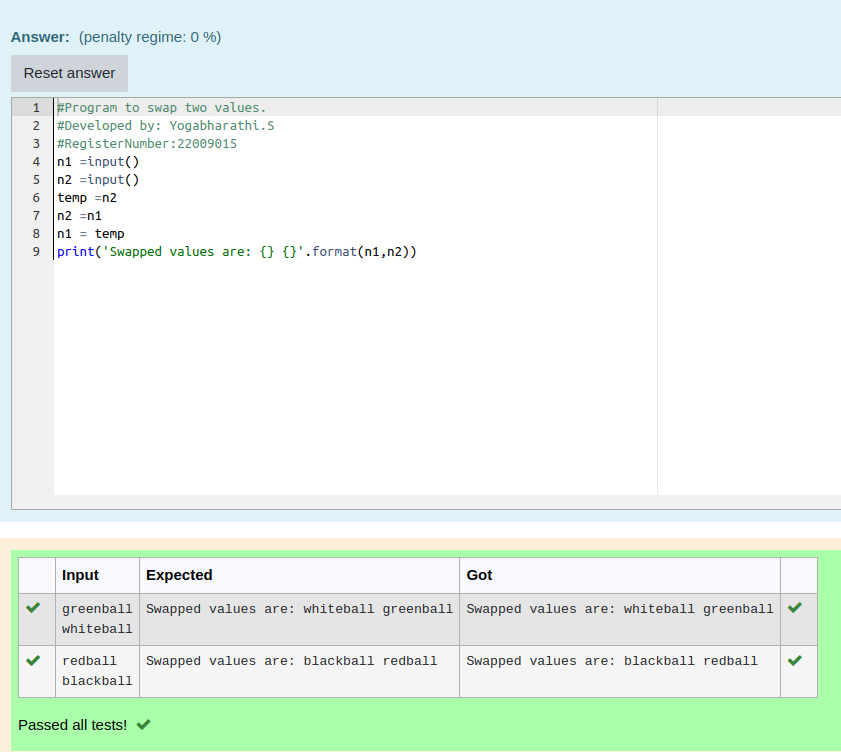 Answer: (penalty regime: 0 %)
Reset answer
1 #Program to swap two values.
2 #Developed by: Yogabharathi.S
3 #RegisterNumber:22009015
4 n1 =input()
5 n2 =input()
6 temp =n2
7 n2 =n1
8 n1 = temp
9 print('Swapped values are: {} {}'.format(n1,n2))
Input Expected Got
greenball Swapped values are: whiteball greenball Swapped values are: whiteball greenball
whiteball
redball Swapped values are: blackball redball Swapped values are: blackball redball
blackball
Passed all tests!